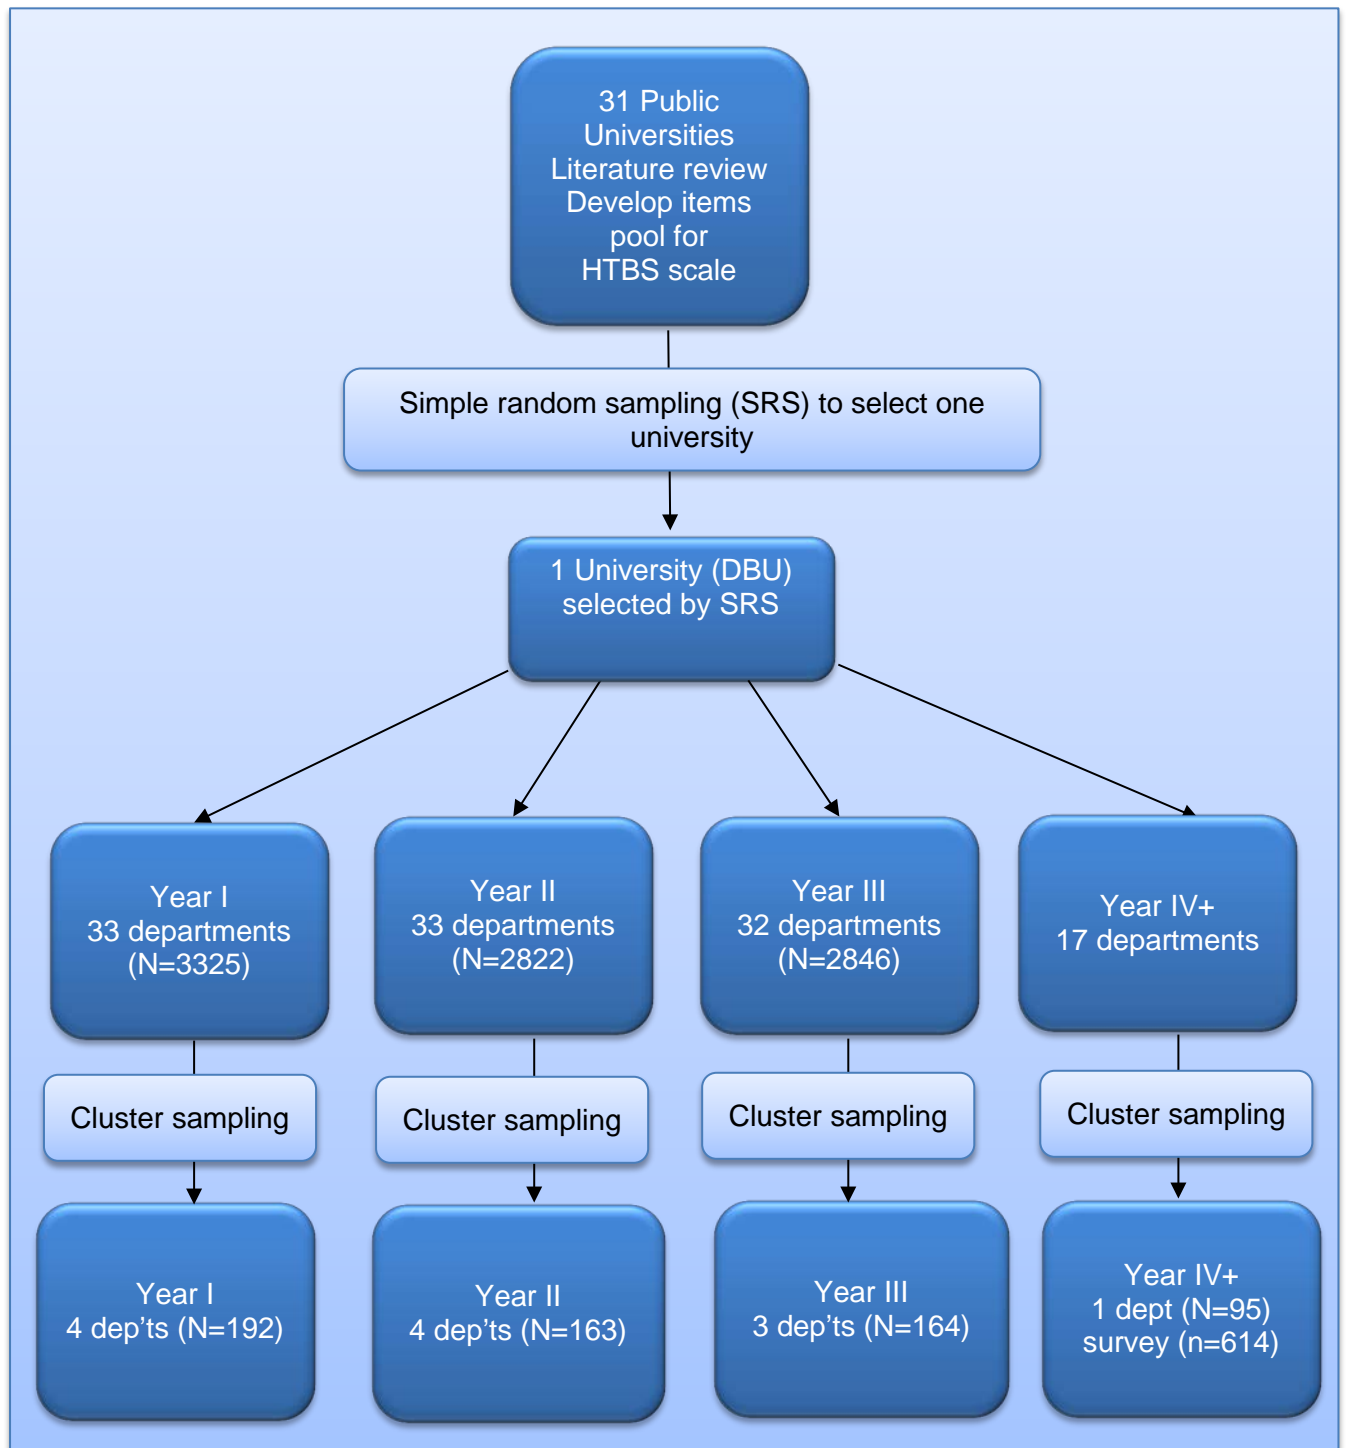 31 Public
Universities
Literature review
Develop items
pool for
HTBS scale
Simple random sampling (SRS) to select one
university
1 University (DBU)
selected by SRS
Year I
33 departments
(N=3325)
Year II
33 departments
(N=2822)
Year III
32 departments
(N=2846)
Year IV+
17 departments
Cluster sampling
Cluster sampling
Cluster sampling
Cluster sampling
Year I
4 dep’ts (N=192)
Year II
4 dep’ts (N=163)
Year III
3 dep’ts (N=164)
Year IV+
1 dept (N=95)
survey (n=614)